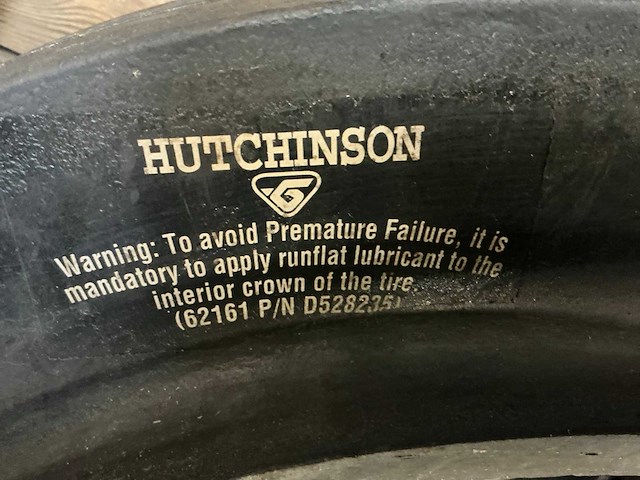 HUTCHINSON
Warning: To avoid Premature Failure, it is
mandatory to apply runflat lubricant to the
interior crown of the tire
(62161 P/N D528235)